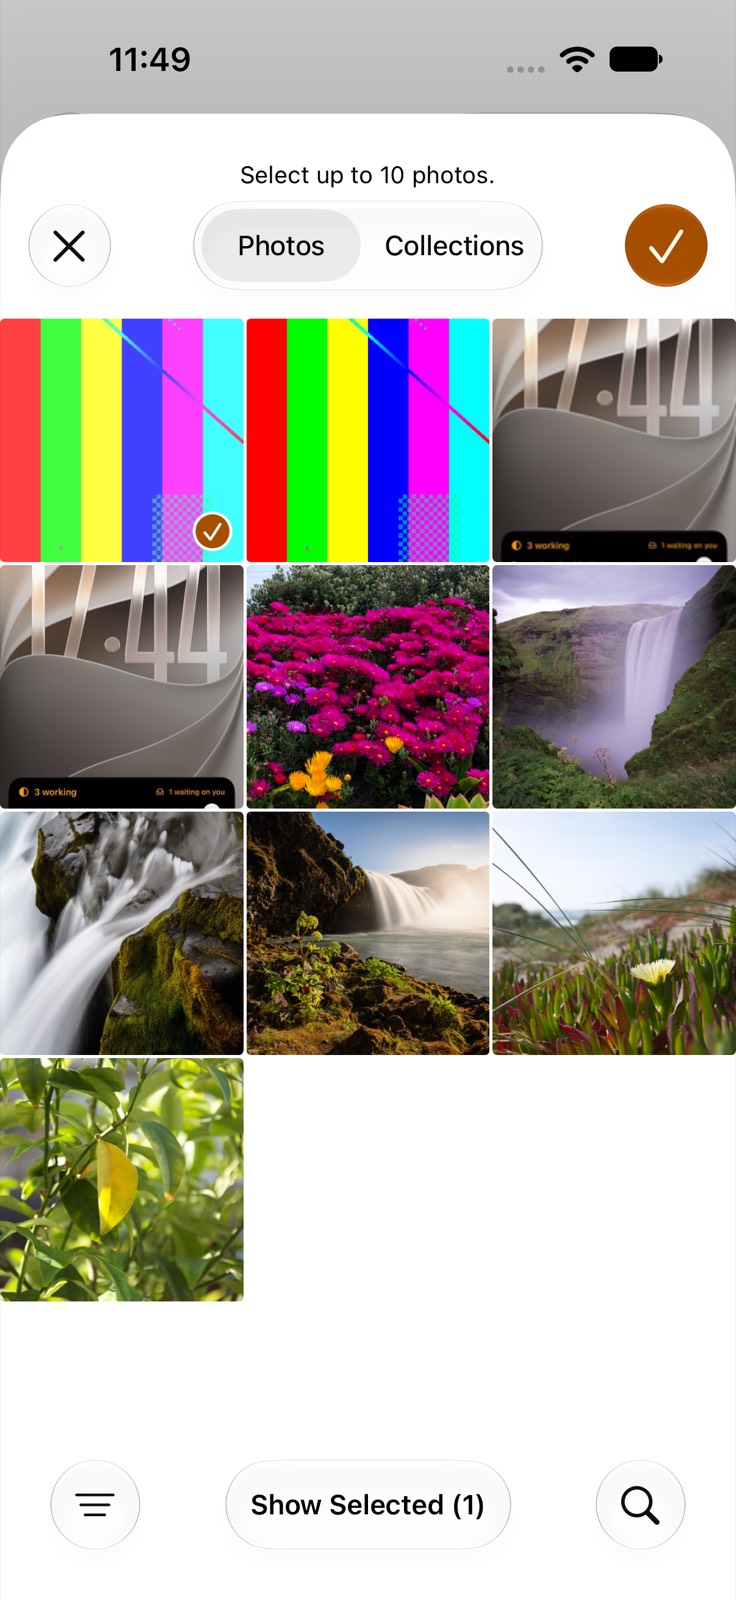 11:49
Select up to 10 photos.
Photos
Collections
17.44
3 working
1 waiting on you
17.44
3 working
1 waiting on you
Show Selected (1)